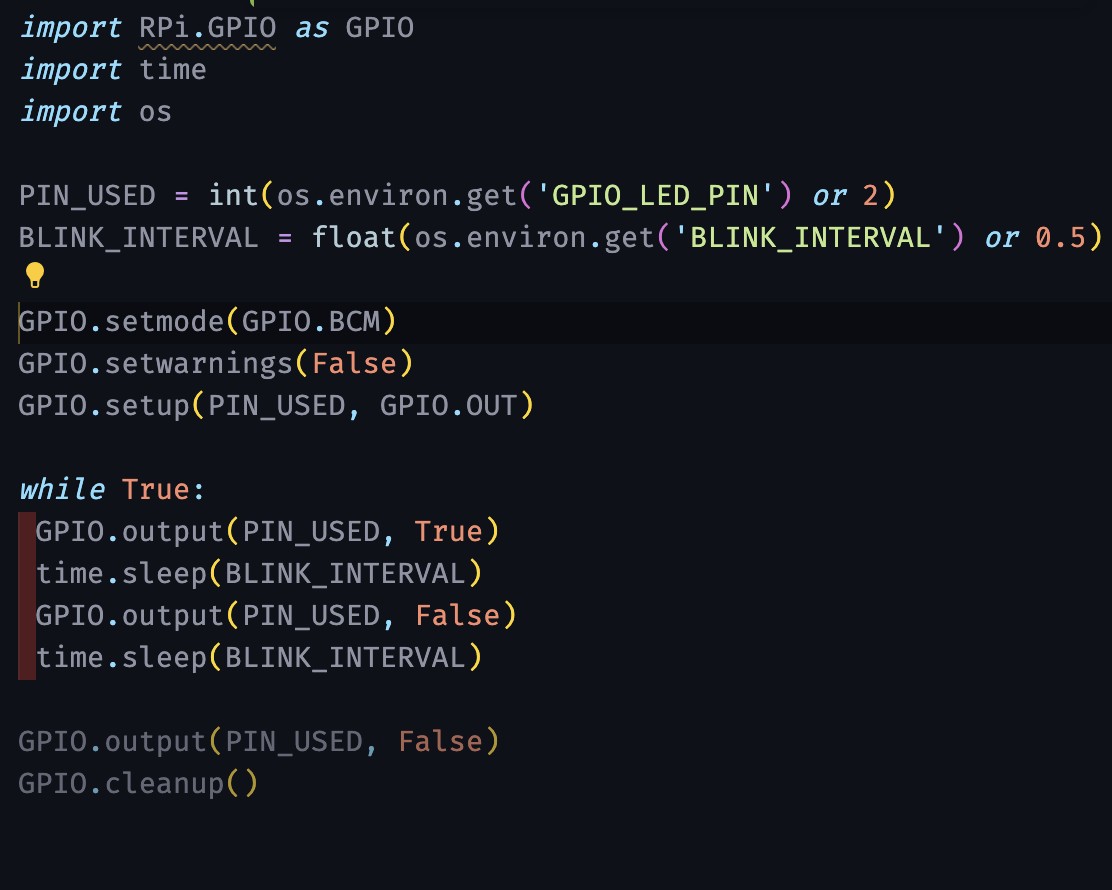 import RPi.GPIO as GPIO
import time
import os

PIN_USED = int(os.environ.get('GPIO_LED_PIN') or 2)
BLINK_INTERVAL = float(os.environ.get('BLINK_INTERVAL') or 0.5)

GPIO.setmode(GPIO.BCM)
GPIO.setwarnings(False)
GPIO.setup(PIN_USED, GPIO.OUT)

while True:
 GPIO.output(PIN_USED, True)
 time.sleep(BLINK_INTERVAL)
 GPIO.output(PIN_USED, False)
 time.sleep(BLINK_INTERVAL)

GPIO.output(PIN_USED, False)
GPIO.cleanup()